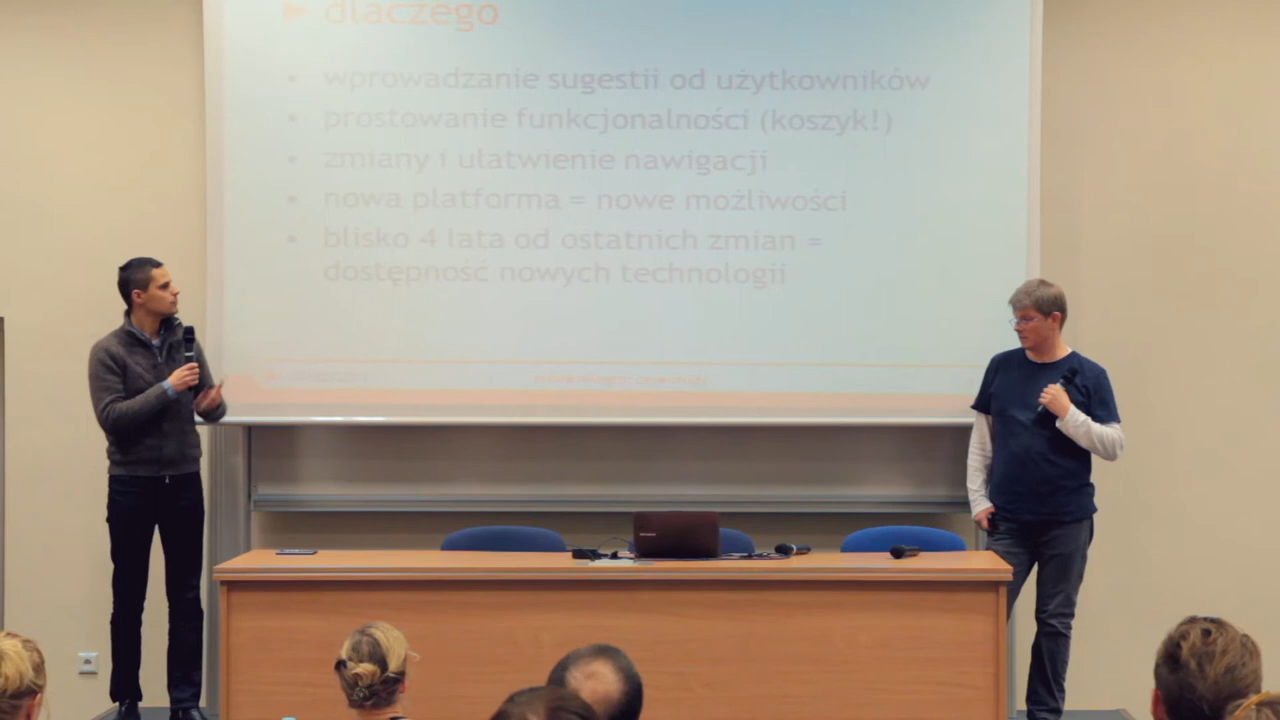 ► dlaczego
▪ wprowadzanie sugestii od użytkowników
▪ prostowanie funkcjonalności (koszyk!)
▪ zmiany i ułatwienie nawigacji
▪ nowa platforma = nowe możliwości
▪ blisko 4 lata od ostatnich zmian =
dostępność nowych technologii